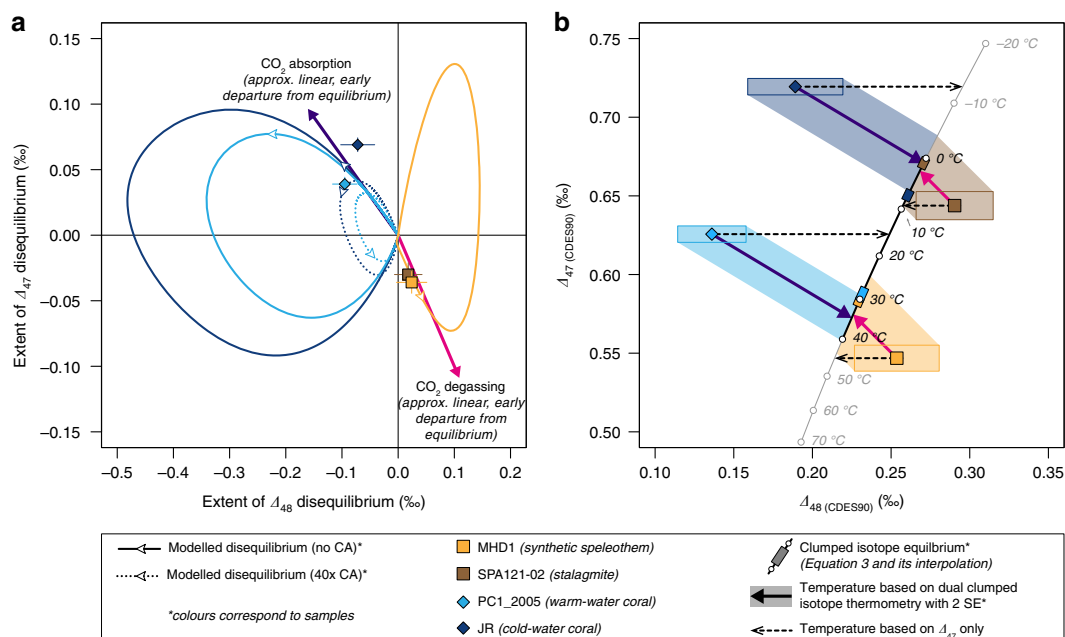 a
0.15
0.10
0.05
0.00
−0.05
−0.10
−0.15
Extent of Δ47 disequilibrium (‰)
CO2 absorption
(approx. linear, early
departure from equilibrium)
CO2 degassing
(approx. linear, early
departure from
equilibrium)
−0.5
−0.4
−0.3
−0.2
−0.1
0.0
0.1
0.2
Extent of Δ48 disequilibrium (‰)
b
0.75
0.70
0.65
0.60
0.55
0.50
Δ47 (CDES90) (‰)
−20 °C
−10 °C
0 °C
10 °C
20 °C
30 °C
40 °C
50 °C
60 °C
70 °C
0.10
0.15
0.20
0.25
0.30
0.35
Δ48 (CDES90) (‰)
Modelled disequilibrium (no CA)*
Modelled disequilibrium (40x CA)*
*colours correspond to samples
MHD1 (synthetic speleothem)
SPA121-02 (stalagmite)
PC1_2005 (warm-water coral)
JR (cold-water coral)
Clumped isotope equilbrium*
(Equation 3 and its interpolation)
Temperature based on dual clumped
isotope thermometry with 2 SE*
Temperature based on Δ47 only